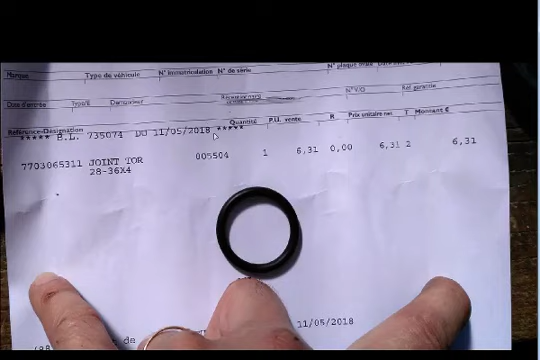 Marque Type de véhicule N° Immatriculation N° de série N° plaque ovale
N° V.O Réf garantie
Date d'entrée Type/E
Référence-Désignation Quantité P.U. vente R Prix unitaire net T Montant €
***** B.L. 735074 DU 11/05/2018 *****
7703065311 JOINT TOR 005504 1 6,31 0,00 6,31 2 6,31
28-36X4
11/05/2018
de